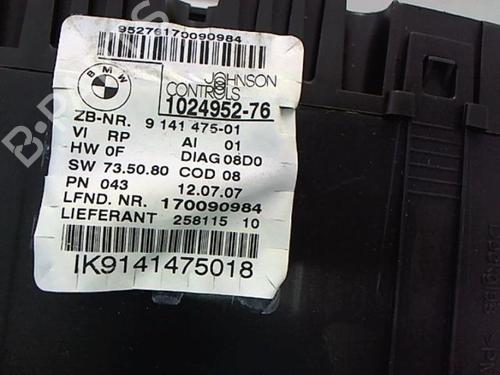 95276170090984
BMW
JOHNSON
CONTROLS
1024952-76
ZB-NR. 9 141 475-01
VI RP AI 01
HW 0F DIAG 08D0
SW 73.50.80 COD 08
PN 043 12.07.07
LFND. NR. 170090984
LIEFERANT 258115 10
IK9141475018